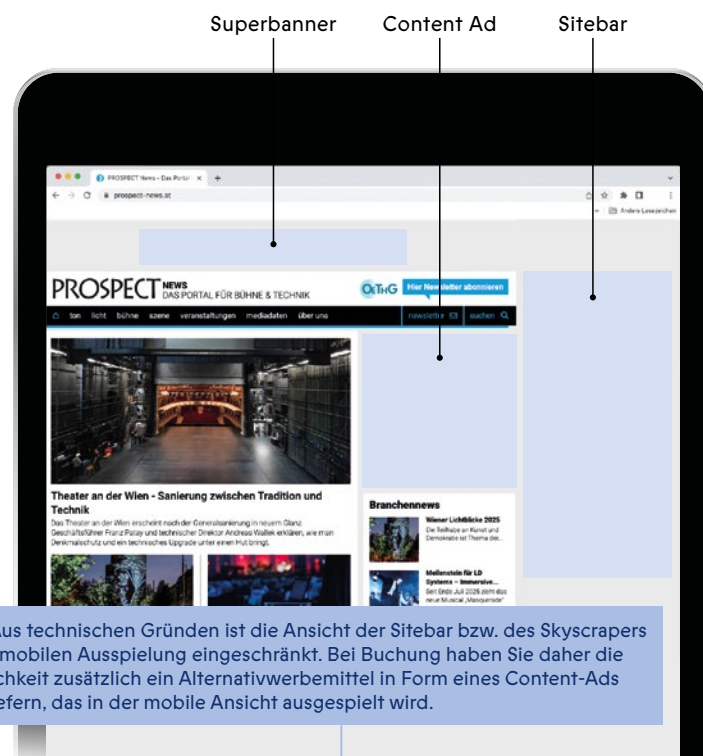 Superbanner
Content Ad
Sitebar
PROSPECT News - Das Portal
prospect-news.at
Andere Lesezeichen
PROSPECT NEWS
DAS PORTAL FÜR BÜHNE & TECHNIK
OETHG
Hier Newsletter abonnieren
ton licht bühne szene veranstaltungen mediadaten über uns
newsletter suchen
Theater an der Wien - Sanierung zwischen Tradition und
Technik
Das Theater an der Wien erscheint nach der Generalsanierung in neuem Glanz
Geschäftsführer Franz Patay und technischer Direktor Andreas Wallek erklären, wie man
Denkmalschutz und ein technisches Upgrade unter einen Hut bringt.
Branchennews
Wiener Lichtblicke 2025
Die Teilhabe an Kunst und
Demokratie ist Thema des...
Meilenstein für LD
Systems – Immersive...
Seit Ende Juli 2025 zieht das
neue Musical „Masquerade“
Aus technischen Gründen ist die Ansicht der Sitebar bzw. des Skyscrapers
mobilen Ausspielung eingeschränkt. Bei Buchung haben Sie daher die
chkeit zusätzlich ein Alternativwerbemittel in Form eines Content-Ads
efern, das in der mobile Ansicht ausgespielt wird.